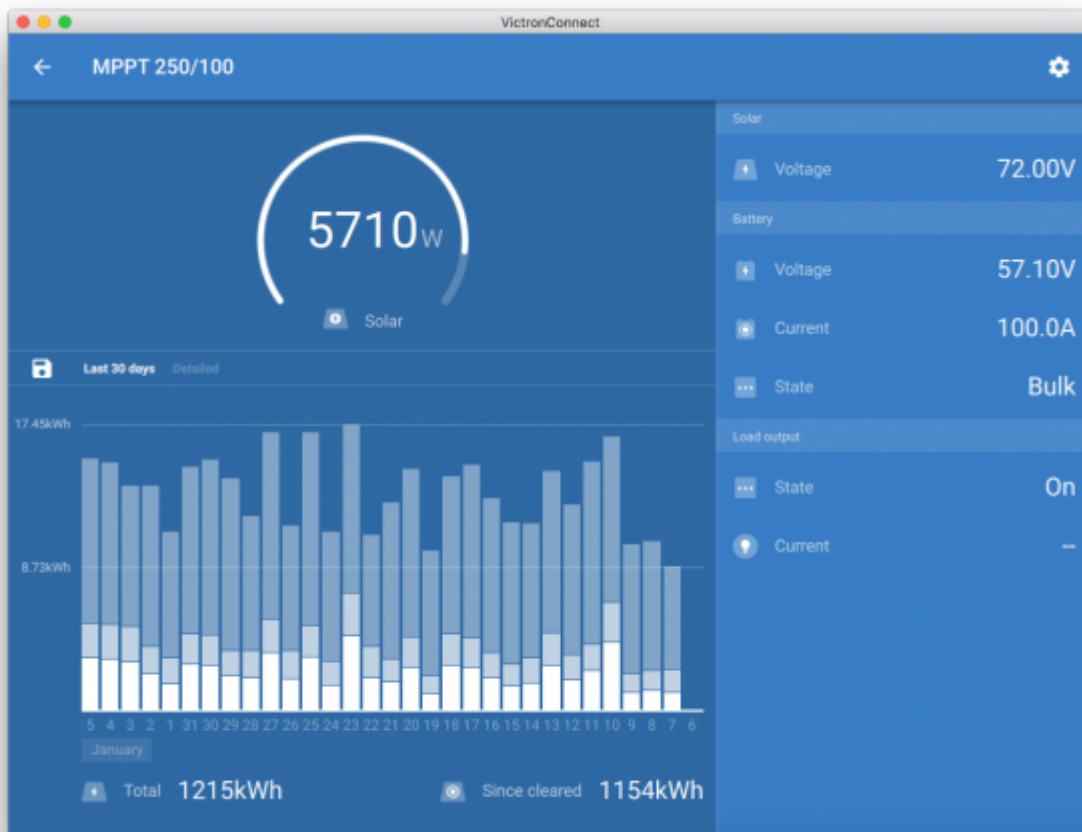 VictronConnect
MPPT 250/100
5710W
Solar
Last 30 days Detailed
17.45kWh
8.73kWh
5 4 3 2 1 31 30 29 28 27 26 25 24 23 22 21 20 19 18 17 16 15 14 13 12 11 10 9 8 7 6
January
Total 1215kWh
Since cleared 1154kWh
Solar
Voltage 72.00V
Battery
Voltage 57.10V
Current 100.0A
State Bulk
Load output
State On
Current --